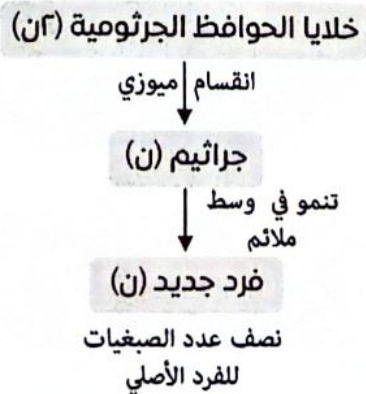 خلايا الحوافظ الجرثومية (٢ن)
انقسام ميوزي
جراثيم (ن)
تنمو في وسط
ملائم
فرد جديد (ن)
نصف عدد الصبغيات
للفرد الأصلي